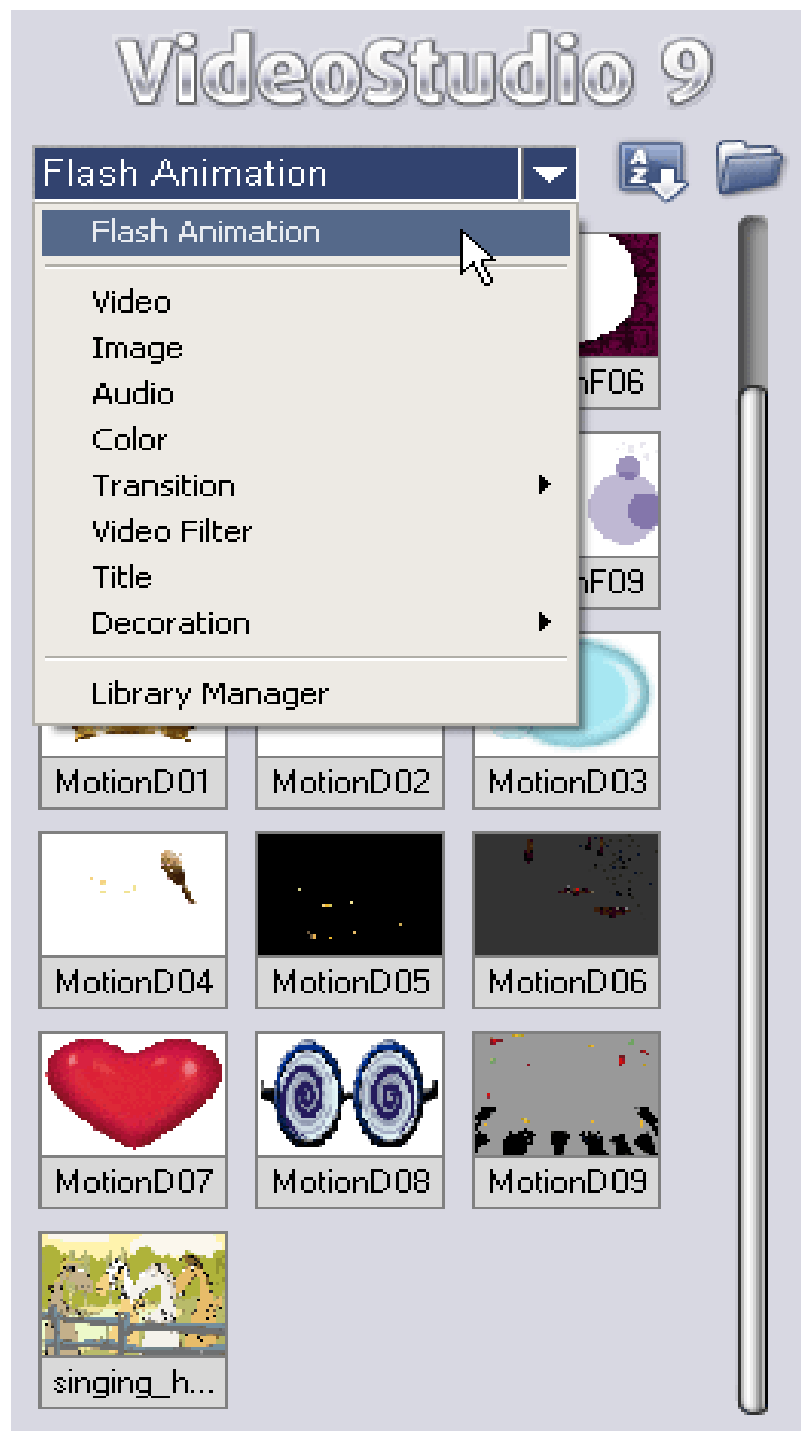 VideoStudio 9
Flash Animation
Flash Animation
Video
Image
Audio
Color
Transition
Video Filter
Title
Decoration
Library Manager
nF06
nF09
MotionD01 MotionD02 MotionD03
MotionD04 MotionD05 MotionD06
MotionD07 MotionD08 MotionD09
singing_h...